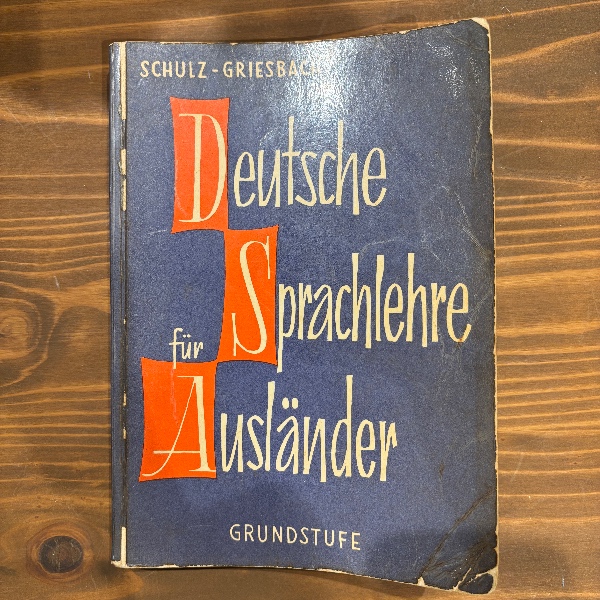 SCHULZ-GRIESBACH
Deutsche
Sprachlehre
für
Ausländer
GRUNDSTUFE